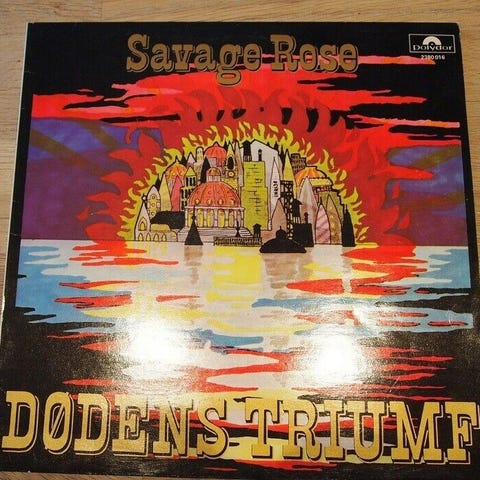 Savage Rose
polydor
2380 016
DØDENS TRIUMF